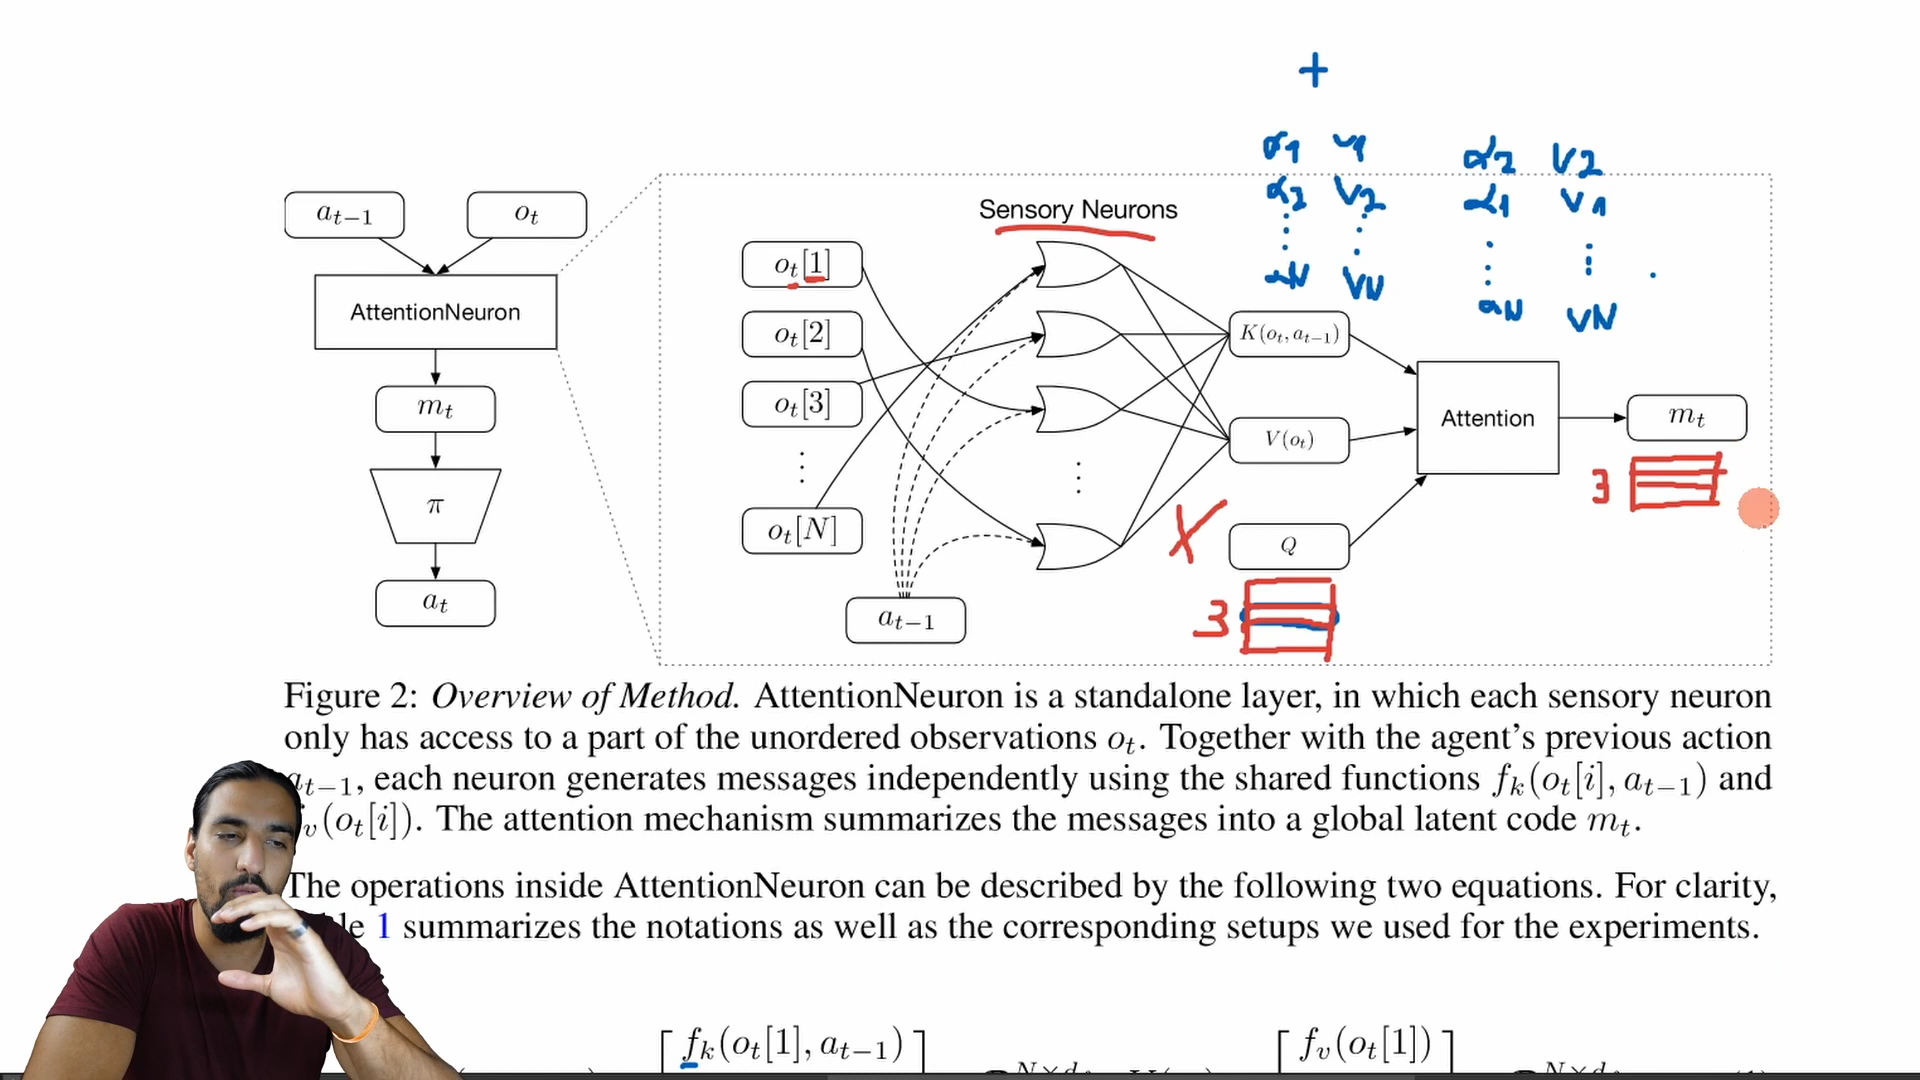 +
α1 v1 α2 V2
α2 V2 α1 V1
αN VN αN VN
Sensory Neurons
a_{t−1} o_t
AttentionNeuron
m_t
π
a_t
o_t[1]
o_t[2]
o_t[3]
⋮
o_t[N]
a_{t−1}
K(o_t, a_{t−1})
V(o_t)
Q
X
3
Attention
m_t
3
Figure 2: Overview of Method. AttentionNeuron is a standalone layer, in which each sensory neuron
only has access to a part of the unordered observations o_t. Together with the agent's previous action
a_{t−1}, each neuron generates messages independently using the shared functions f_k(o_t[i], a_{t−1}) and
_v(o_t[i]). The attention mechanism summarizes the messages into a global latent code m_t.
The operations inside AttentionNeuron can be described by the following two equations. For clarity,
1 summarizes the notations as well as the corresponding setups we used for the experiments.
f_k(o_t[1], a_{t−1}) f_v(o_t[1])